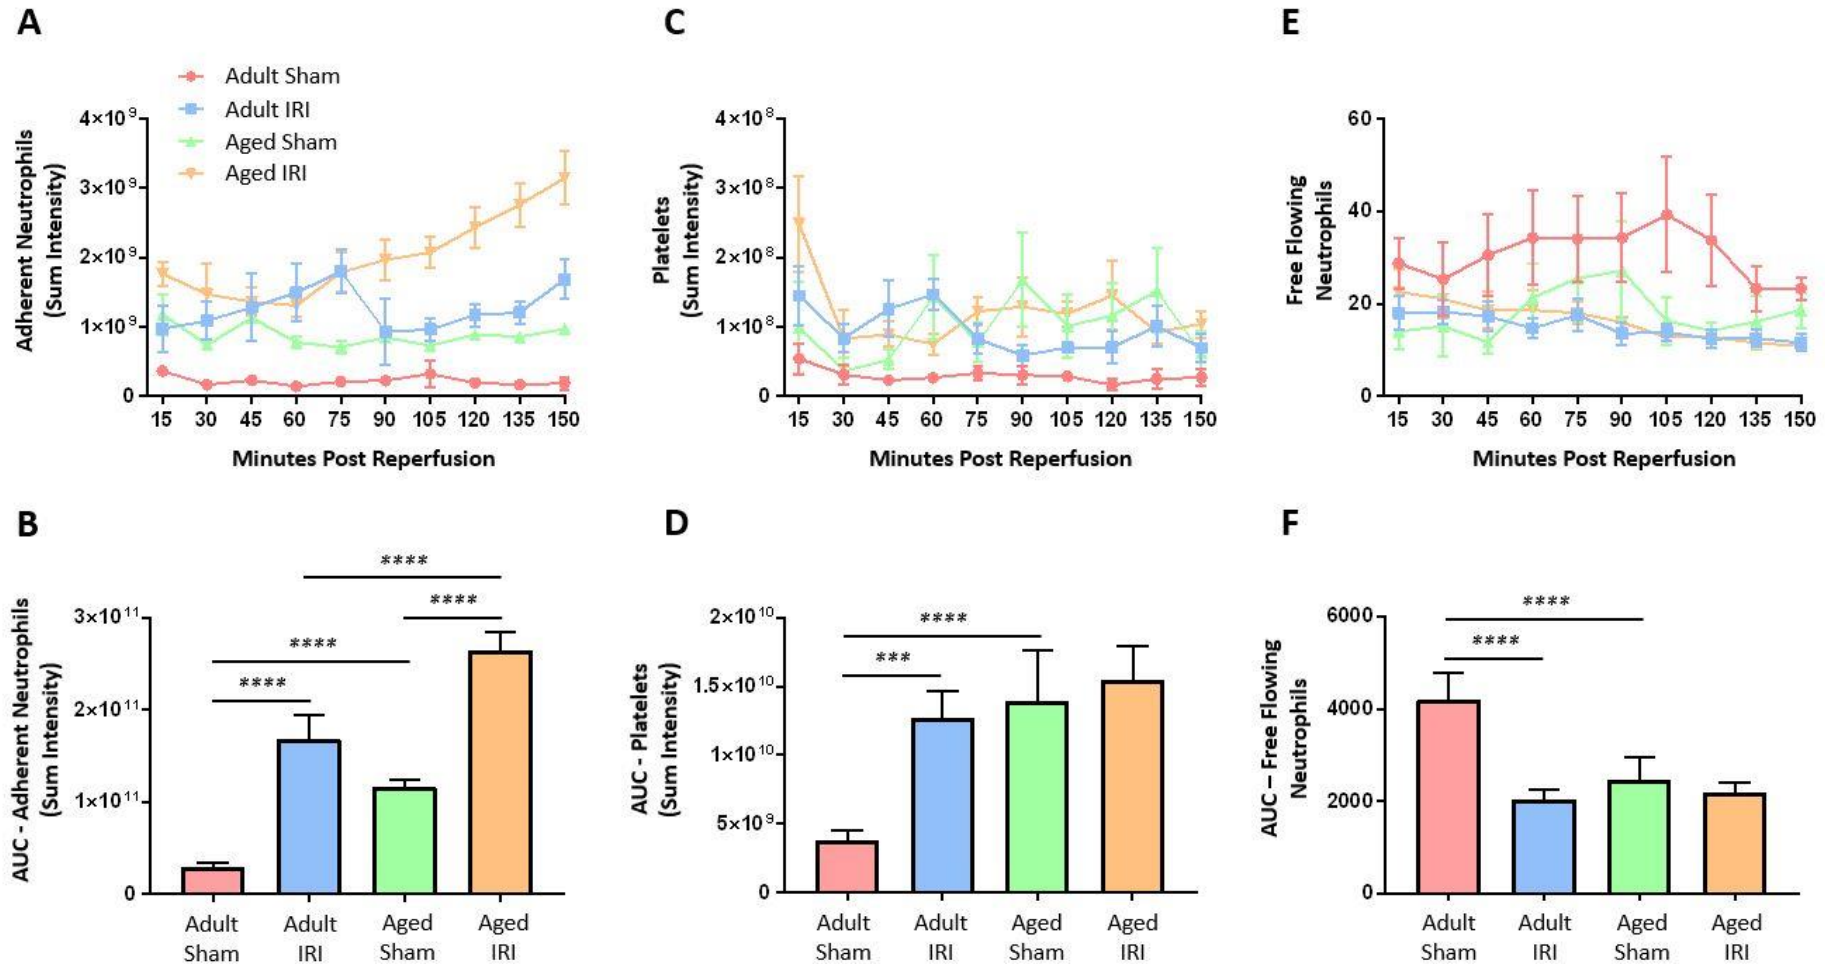 A
Adult Sham
Adult IRI
Aged Sham
Aged IRI
Adherent Neutrophils
(Sum Intensity)
4×10⁹
3×10⁹
2×10⁹
1×10⁹
0
15 30 45 60 75 90 105 120 135 150
Minutes Post Reperfusion
C
Platelets
(Sum Intensity)
4×10⁸
3×10⁸
2×10⁸
1×10⁸
0
15 30 45 60 75 90 105 120 135 150
Minutes Post Reperfusion
E
Free Flowing
Neutrophils
60
40
20
0
15 30 45 60 75 90 105 120 135 150
Minutes Post Reperfusion
B
AUC - Adherent Neutrophils
(Sum Intensity)
3×10¹¹
2×10¹¹
1×10¹¹
0
****
****
****
****
Adult Adult Aged Aged
Sham IRI Sham IRI
D
AUC - Platelets
(Sum Intensity)
2×10¹⁰
1.5×10¹⁰
1×10¹⁰
5×10⁹
0
****
***
Adult Adult Aged Aged
Sham IRI Sham IRI
F
AUC – Free Flowing
Neutrophils
6000
4000
2000
0
****
****
Adult Adult Aged Aged
Sham IRI Sham IRI